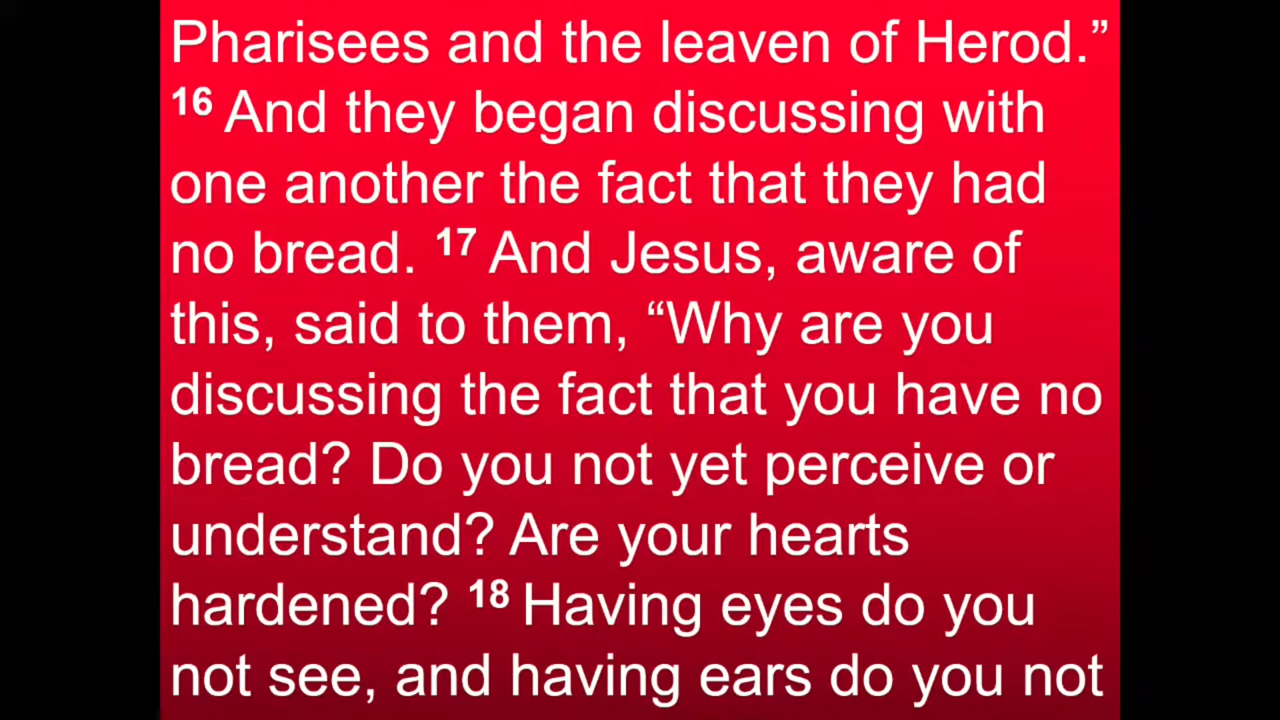 Pharisees and the leaven of Herod.”
16 And they began discussing with
one another the fact that they had
no bread. 17 And Jesus, aware of
this, said to them, “Why are you
discussing the fact that you have no
bread? Do you not yet perceive or
understand? Are your hearts
hardened? 18 Having eyes do you
not see, and having ears do you not